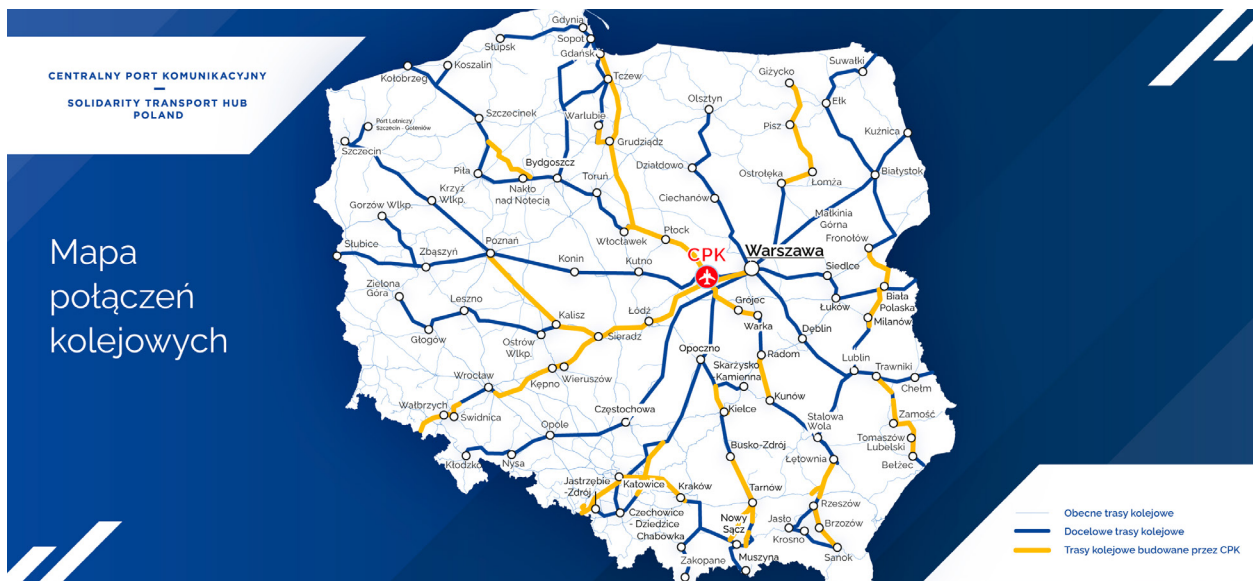 CENTRALNY PORT KOMUNIKACYJNY
—
SOLIDARITY TRANSPORT HUB
POLAND
Mapa
połączeń
kolejowych
Gdynia
Sopot
Słupsk
Gdańsk
Koszalin
Kołobrzeg
Tczew
Giżycko
Suwałki
Olsztyn
Ełk
Port Lotniczy
Szczecin - Goleniów
Szczecinek
Warlubie
Pisz
Kuźnica
Szczecin
Grudziądz
Piła
Bydgoszcz
Działdowo
Ostrołęka
Łomża
Białystok
Toruń
Krzyż
Wlkp.
Nakło
nad Notecią
Ciechanów
Gorzów Wlkp.
Małkinia
Górna
Włocławek
Płock
Fronołów
Słubice
Zbąszyń
Poznań
CPK
Warszawa
Konin
Kutno
Siedlce
Zielona
Góra
Leszno
Łuków
Biała
Polaska
Grójec
Kalisz
Łódź
Warka
Milanów
Głogów
Ostrów
Wlkp.
Sieradz
Dęblin
Opoczno
Radom
Lublin
Trawniki
Skarżysko
Kamienna
Wrocław
Kępno
Wieruszów
Chełm
Wałbrzych
Świdnica
Częstochowa
Kielce
Kunów
Stalowa
Wola
Zamość
Opole
Tomaszów
Lubelski
Busko-Zdrój
Łętownia
Kłodzko
Nysa
Bełżec
Jastrzębie
-Zdrój
Katowice
Kraków
Tarnów
Rzeszów
Czechowice
- Dziedzice
Chabówka
Nowy
Sącz
Jasło
Brzozów
Krosno
Zakopane
Muszyna
Sanok
Obecne trasy kolejowe
Docelowe trasy kolejowe
Trasy kolejowe budowane przez CPK